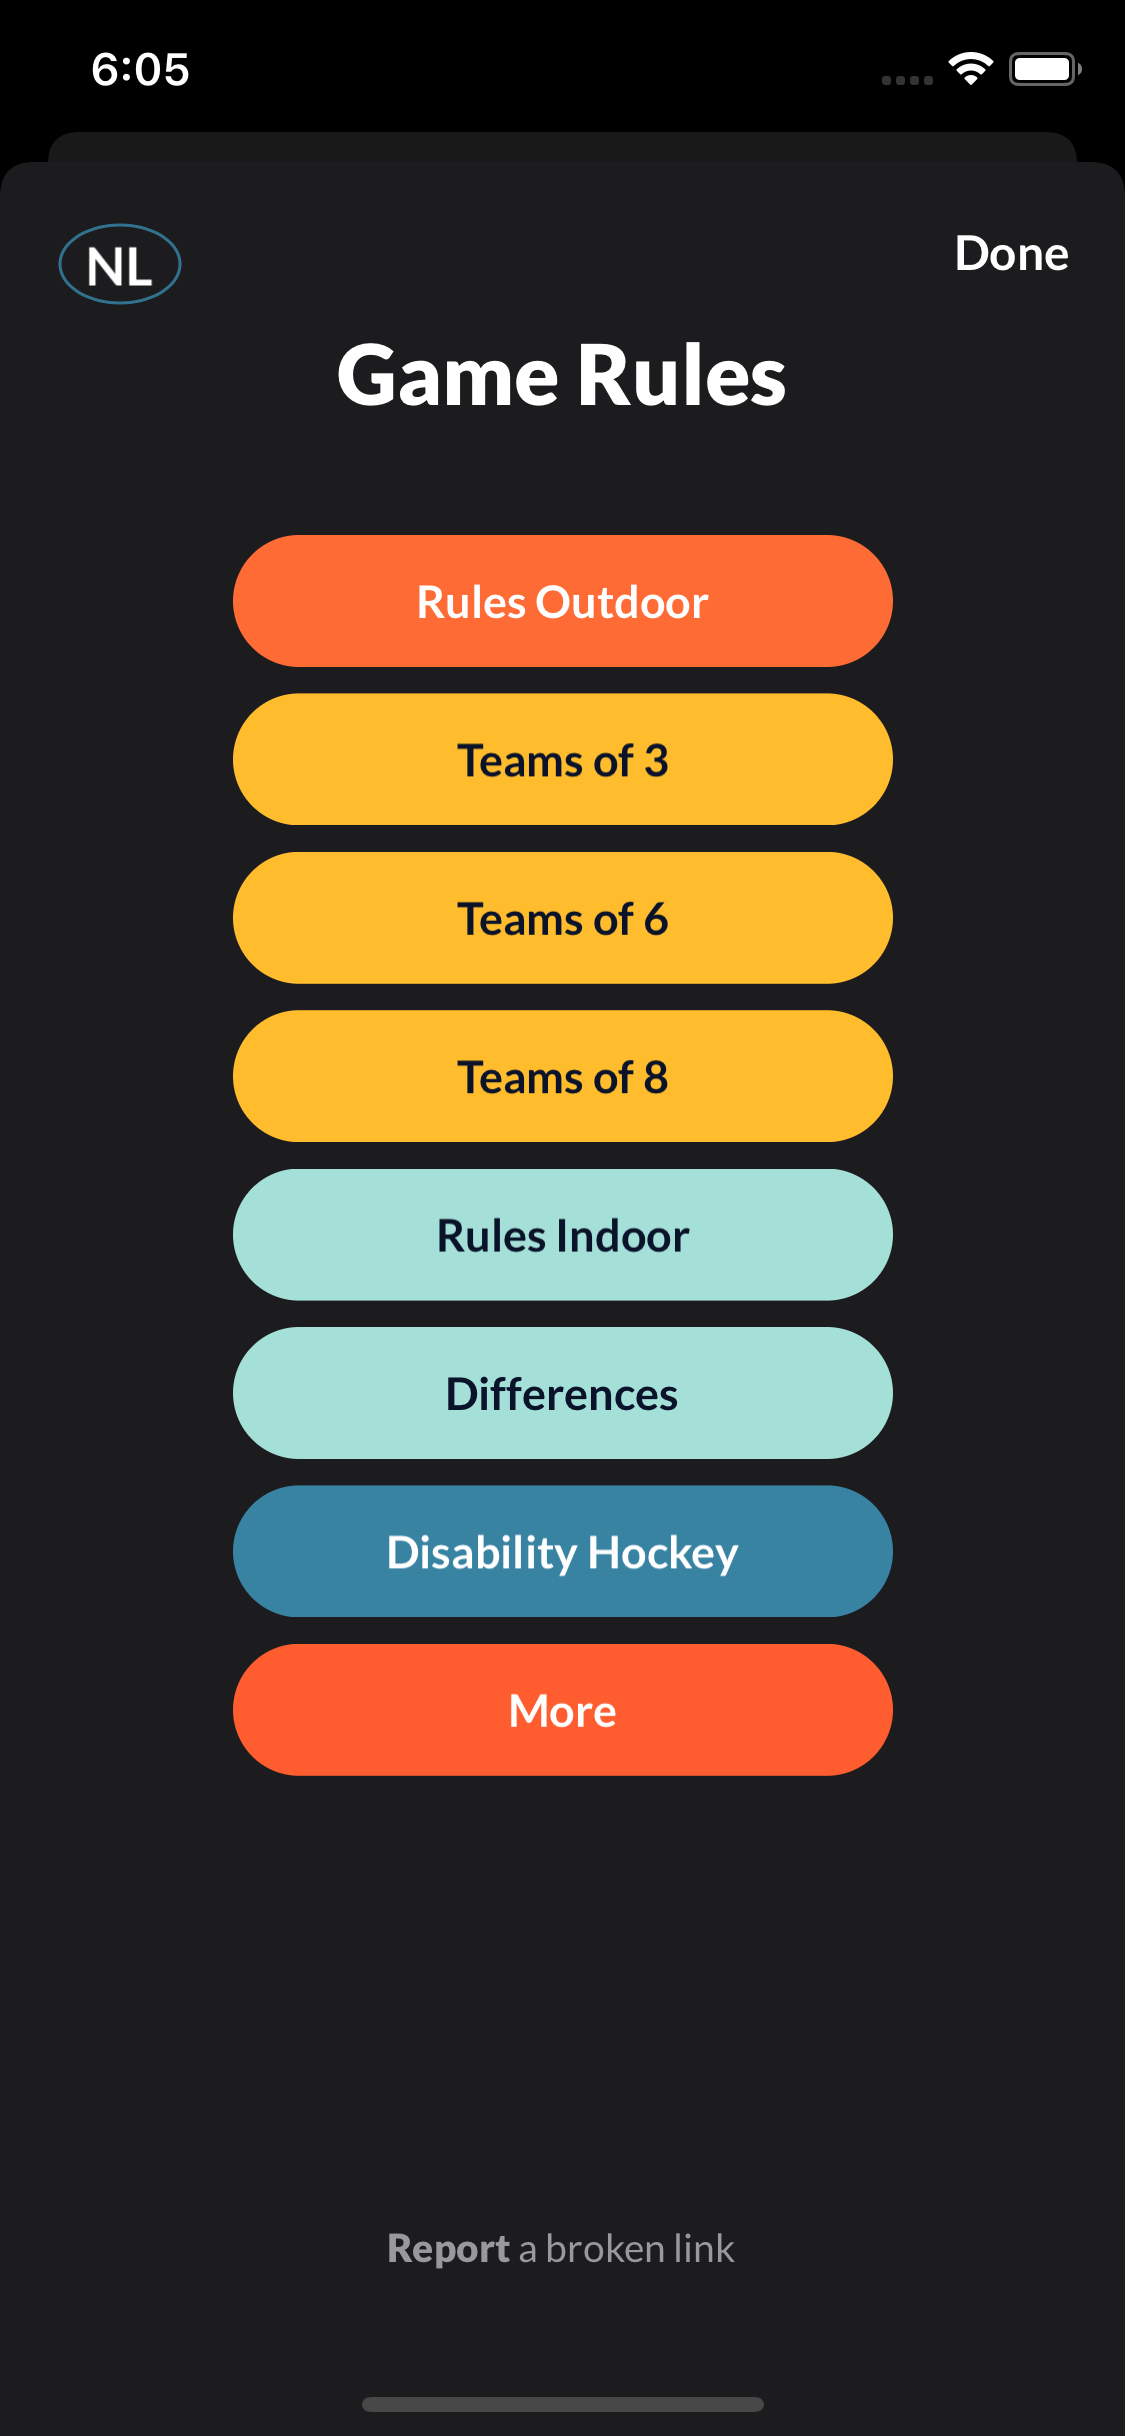 6:05
NL
Done
Game Rules
Rules Outdoor
Teams of 3
Teams of 6
Teams of 8
Rules Indoor
Differences
Disability Hockey
More
Report a broken link